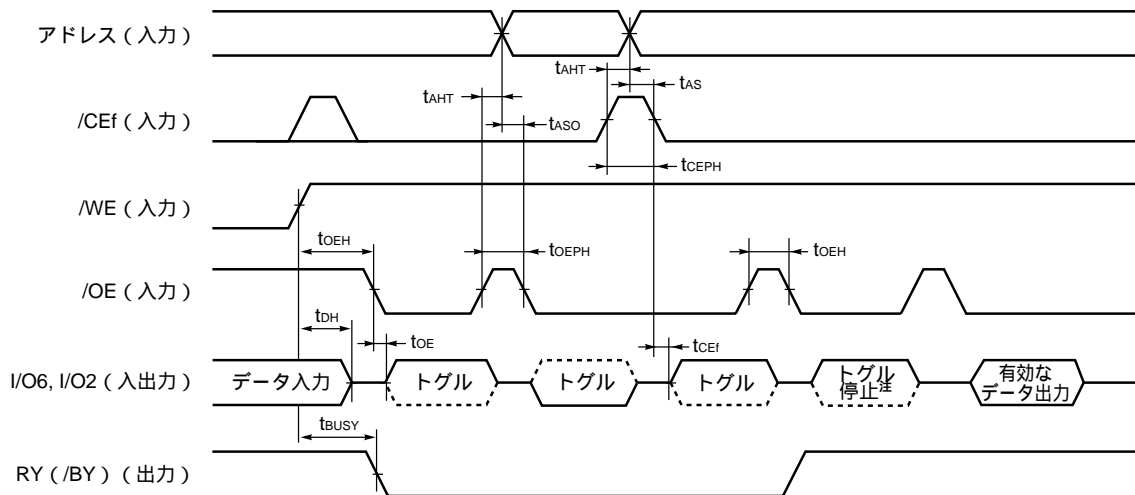 アドレス（入力）
tAHT
tAS
tAHT
/CEf（入力）
tASO
tCEPH
/WE（入力）
tOEH
tOEPH
tOEH
/OE（入力）
tDH
tOE
tCEf
I/O6, I/O2（入出力）
データ入力
トグル
トグル
トグル
トグル
停止注
有効な
データ出力
tBUSY
RY (/BY)（出力）